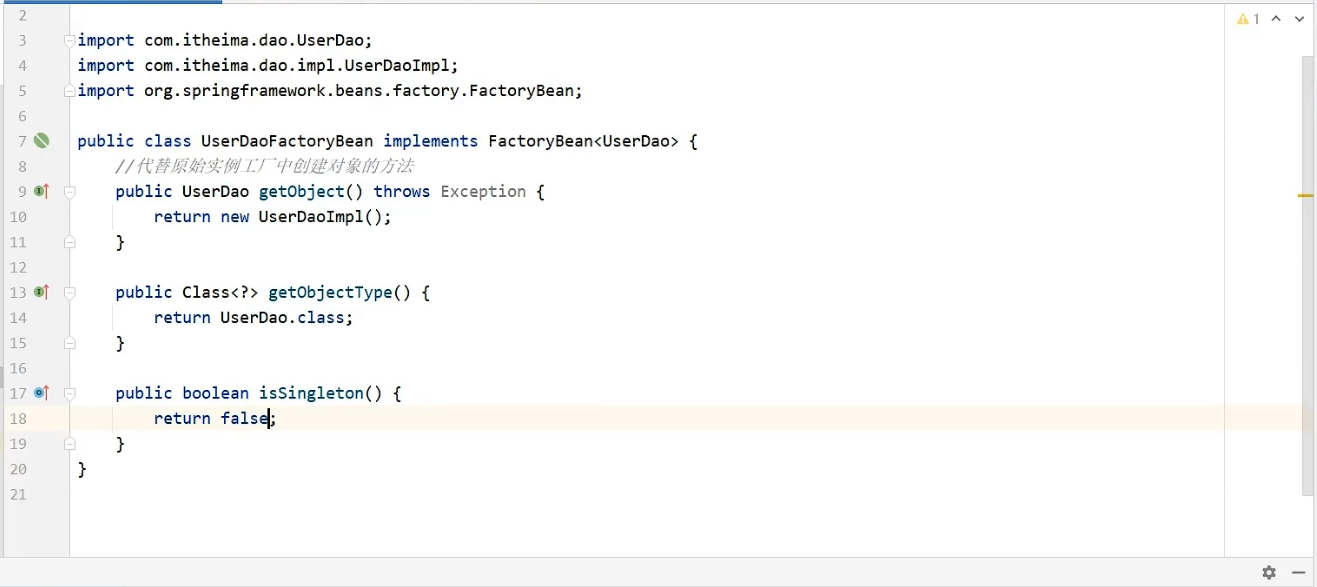 2
3 import com.itheima.dao.UserDao;
4 import com.itheima.dao.impl.UserDaoImpl;
5 import org.springframework.beans.factory.FactoryBean;
6
7 public class UserDaoFactoryBean implements FactoryBean<UserDao> {
8 //代替原始实例工厂中创建对象的方法
9 public UserDao getObject() throws Exception {
10 return new UserDaoImpl();
11 }
12
13 public Class<?> getObjectType() {
14 return UserDao.class;
15 }
16
17 public boolean isSingleton() {
18 return false;
19 }
20 }
21
1